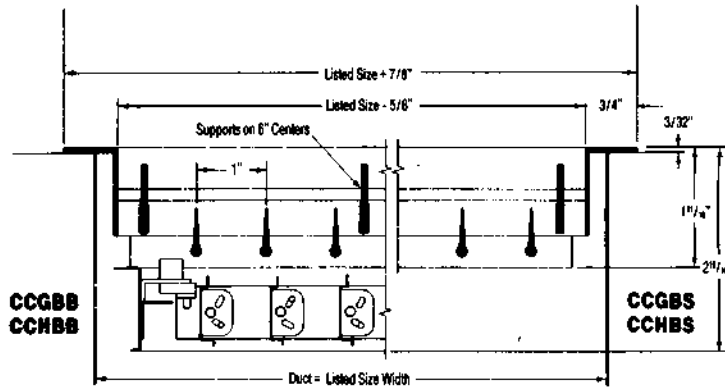 Listed Size + 7/8"
Listed Size - 5/8"
3/4"
3/32"
Supports on 6" Centers
1"
CCGBB
CCHBB
CCGBS
CCHBS
Duct = Listed Size Width